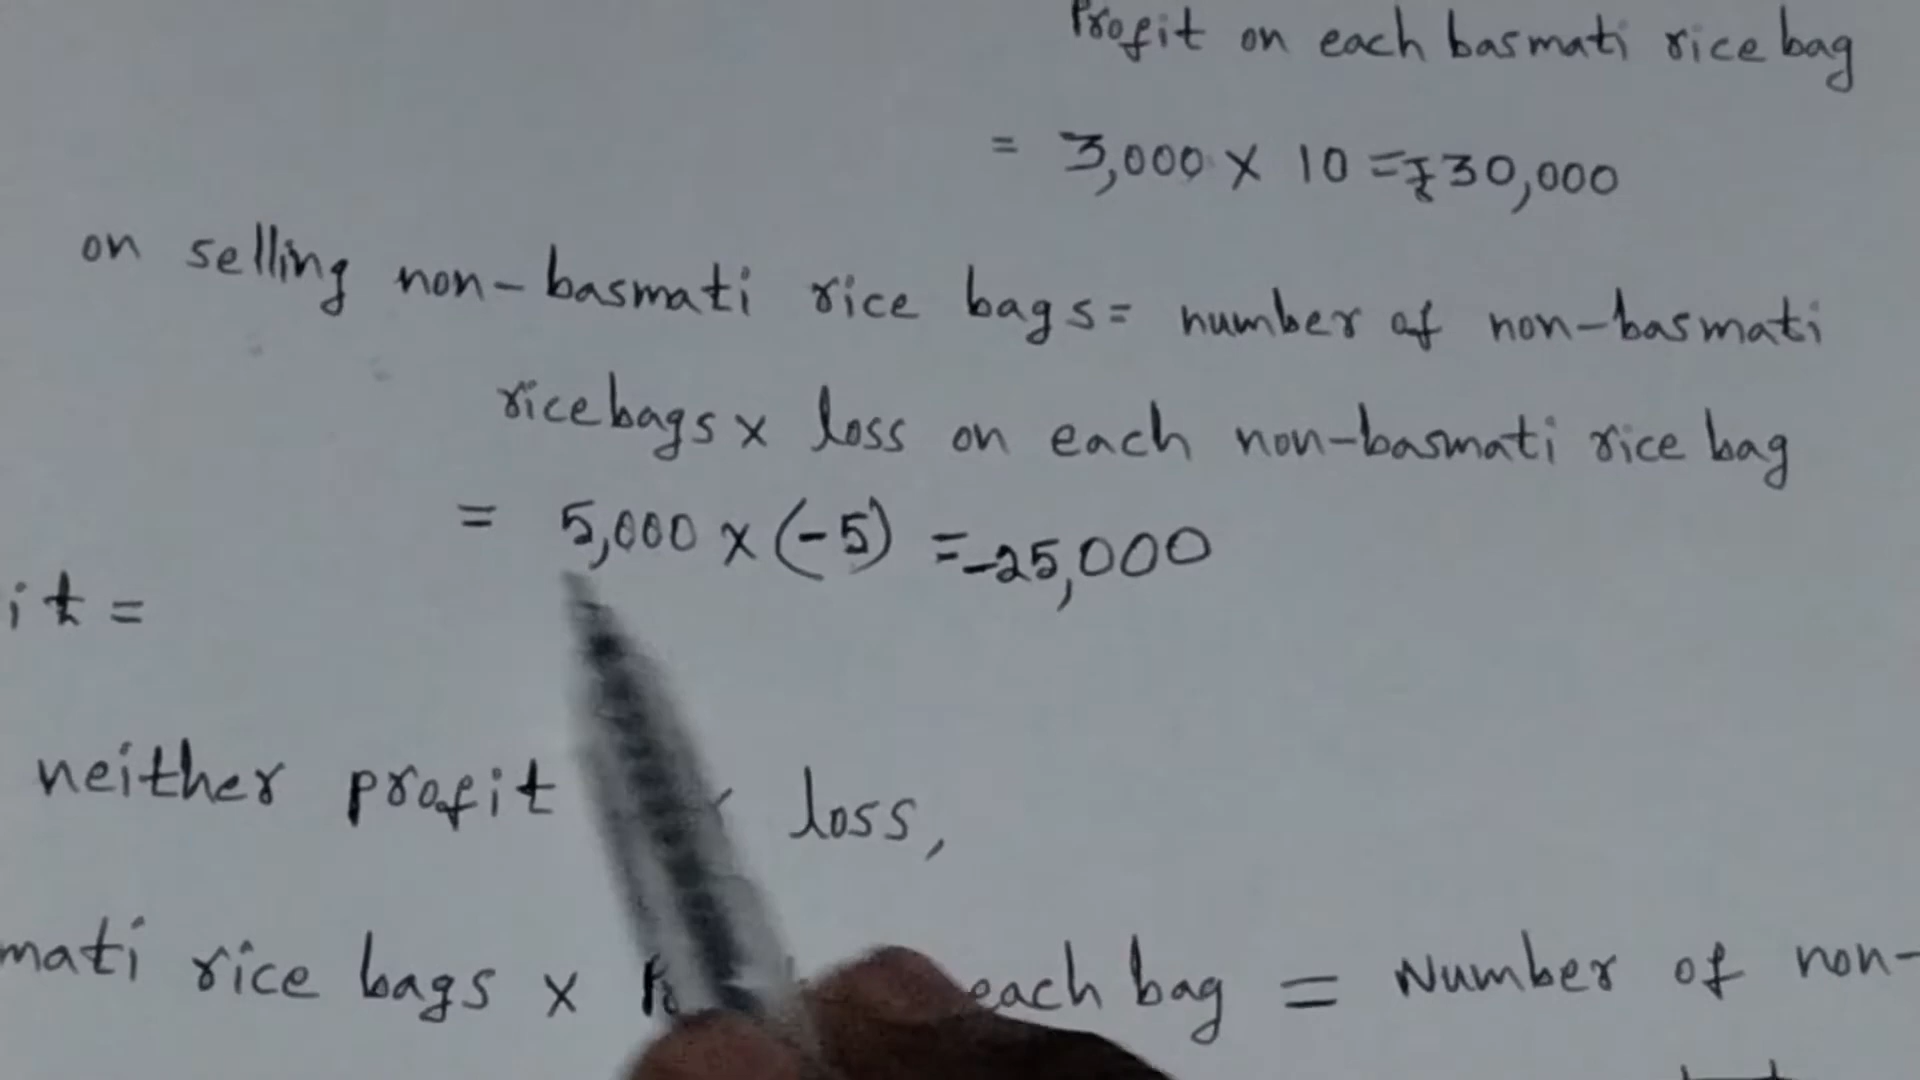 Profit on each basmati rice bag
= 3,000 X 10 = ₹30,000
on selling non-basmati rice bags = number of non-basmati
rice bags x loss on each non-basmati rice bag
= 5,000 x (-5) = -25,000
it =
neither profit loss,
mati rice bags x each bag = Number of non-